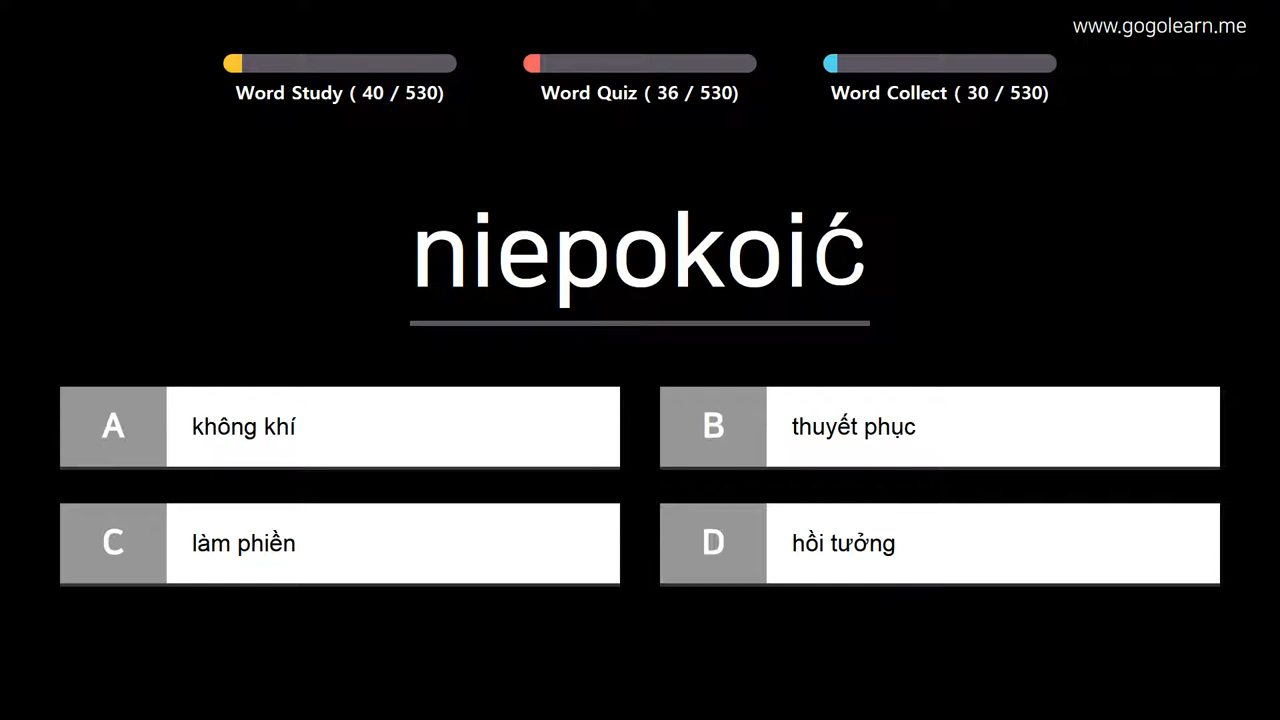 www.gogolearn.me
Word Study ( 40 / 530)
Word Quiz ( 36 / 530)
Word Collect ( 30 / 530)
niepokoić
A
không khí
B
thuyết phục
C
làm phiền
D
hồi tưởng